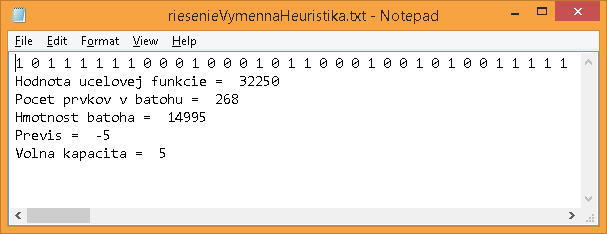 riesenieVymennaHeuristika.txt - Notepad
File Edit Format View Help
1 0 1 1 1 1 1 1 0 0 0 1 0 0 0 1 0 1 1 0 0 0 1 0 0 1 0 1 0 0 1 1 1 1 1
Hodnota ucelovej funkcie =  32250
Pocet prvkov v batohu =  268
Hmotnost batoha =  14995
Previs =  -5
Volna kapacita =  5